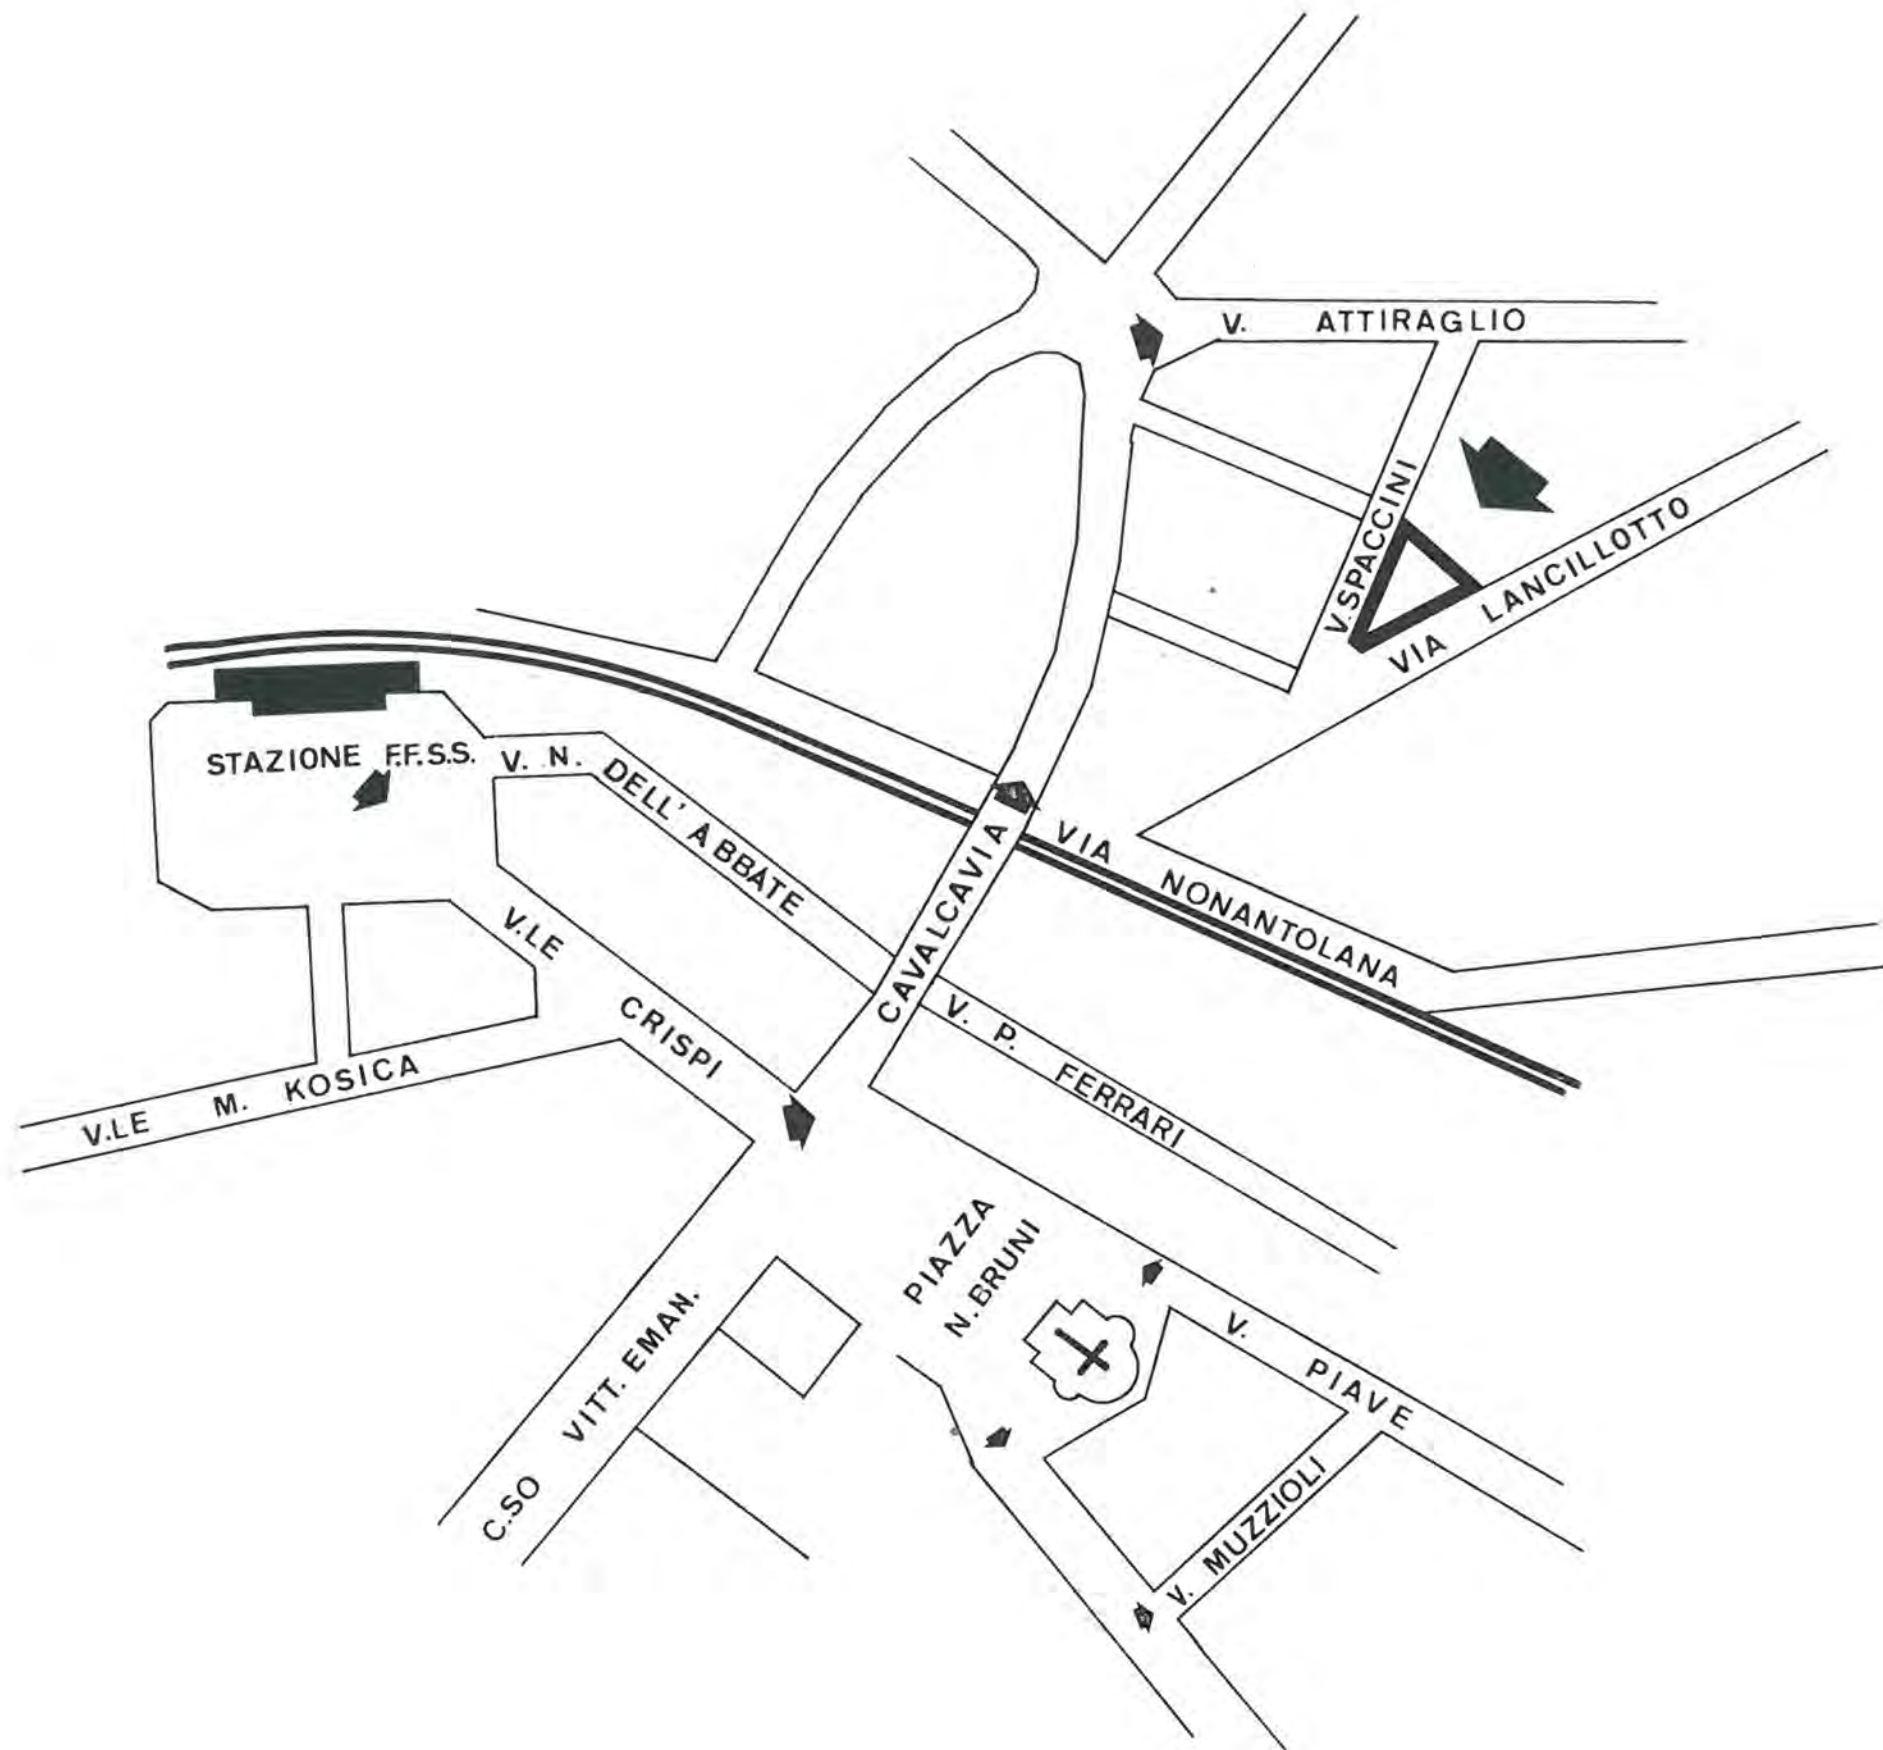 V. ATTIRAGLIO
V. SPACCINI
VIA LANCILLOTTO
STAZIONE F.F.S.S.
V. N. DELL' ABBATE
CAVALCAVIA
VIA NONANTOLANA
V.LE CRISPI
V. P. FERRARI
V.LE M. KOSICA
PIAZZA
N. BRUNI
C.SO VITT. EMAN.
V. PIAVE
V. MUZZIOLI